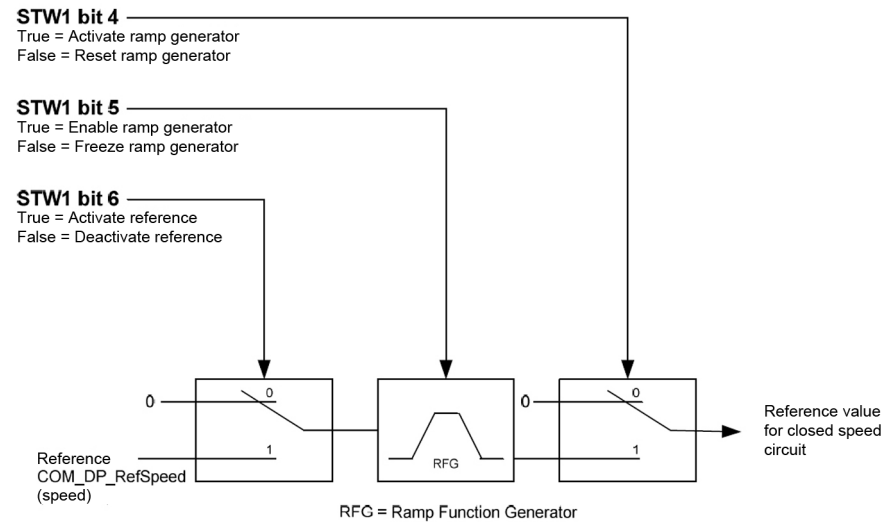 STW1 bit 4
True = Activate ramp generator
False = Reset ramp generator
STW1 bit 5
True = Enable ramp generator
False = Freeze ramp generator
STW1 bit 6
True = Activate reference
False = Deactivate reference
0
0
1
Reference
COM_DP_RefSpeed
(speed)
RFG
0
0
1
Reference value
for closed speed
circuit
RFG = Ramp Function Generator